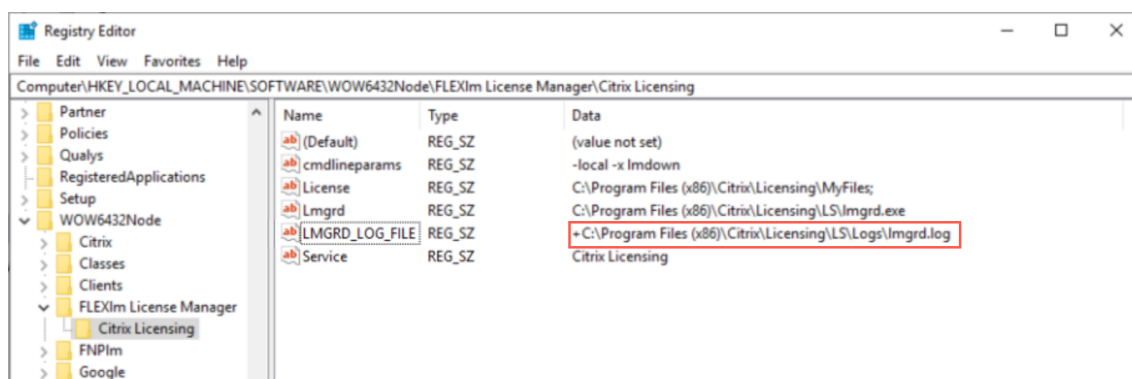 Registry Editor
File Edit View Favorites Help
Computer\HKEY_LOCAL_MACHINE\SOFTWARE\WOW6432Node\FLEXlm License Manager\Citrix Licensing
Partner
Policies
Qualys
RegisteredApplications
Setup
WOW6432Node
Citrix
Classes
Clients
FLEXlm License Manager
Citrix Licensing
FNPlm
Google
Name Type Data
(Default) REG_SZ (value not set)
cmdlineparams REG_SZ -local -x lmdown
License REG_SZ C:\Program Files (x86)\Citrix\Licensing\MyFiles;
Lmgrd REG_SZ C:\Program Files (x86)\Citrix\Licensing\LS\lmgrd.exe
LMGRD_LOG_FILE REG_SZ +C:\Program Files (x86)\Citrix\Licensing\LS\Logs\lmgrd.log
Service REG_SZ Citrix Licensing